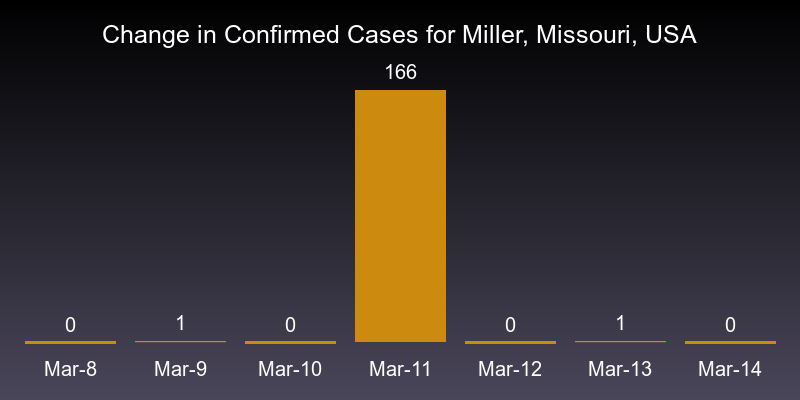 Change in Confirmed Cases for Miller, Missouri, USA
166
0 1 0 0 1 0
Mar-8 Mar-9 Mar-10 Mar-11 Mar-12 Mar-13 Mar-14